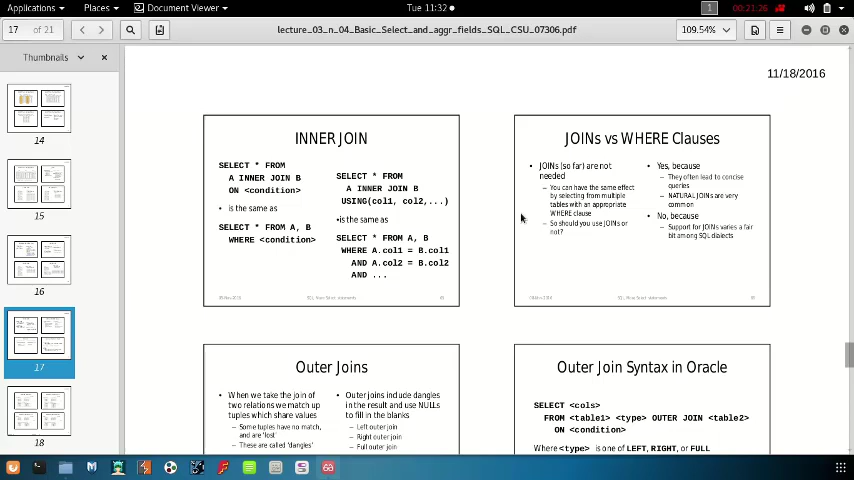 Applications
Places
Document Viewer
Tue 11:32
1
00:21:26
17 of 21
lecture_03_n_04_Basic_Select_and_aggr_fields_SQL_CSU_07306.pdf
109.54%
Thumbnails
14
15
16
17
18
11/18/2016
INNER JOIN
SELECT * FROM
A INNER JOIN B
ON <condition>
• is the same as
SELECT * FROM A, B
WHERE <condition>
SELECT * FROM
A INNER JOIN B
USING(col1, col2,...)
•is the same as
SELECT * FROM A, B
WHERE A.col1 = B.col1
AND A.col2 = B.col2
AND ...
JOINs vs WHERE Clauses
• JOINs (so far) are not
needed
– You can have the same effect
by selecting from multiple
tables with an appropriate
WHERE clause
– So should you use JOINs or
not?
• Yes, because
– They often lead to concise
queries
– NATURAL JOINs are very
common
• No, because
– Support for JOINs varies a fair
bit among SQL dialects
Outer Joins
• When we take the join of
two relations we match up
tuples which share values
– Some tuples have no match,
and are 'lost'
– These are called 'dangles'
• Outer joins include dangles
in the result and use NULLs
to fill in the blanks
– Left outer join
– Right outer join
– Full outer join
Outer Join Syntax in Oracle
SELECT <cols>
FROM <table1> <type> OUTER JOIN <table2>
ON <condition>
Where <type> is one of LEFT, RIGHT, or FULL